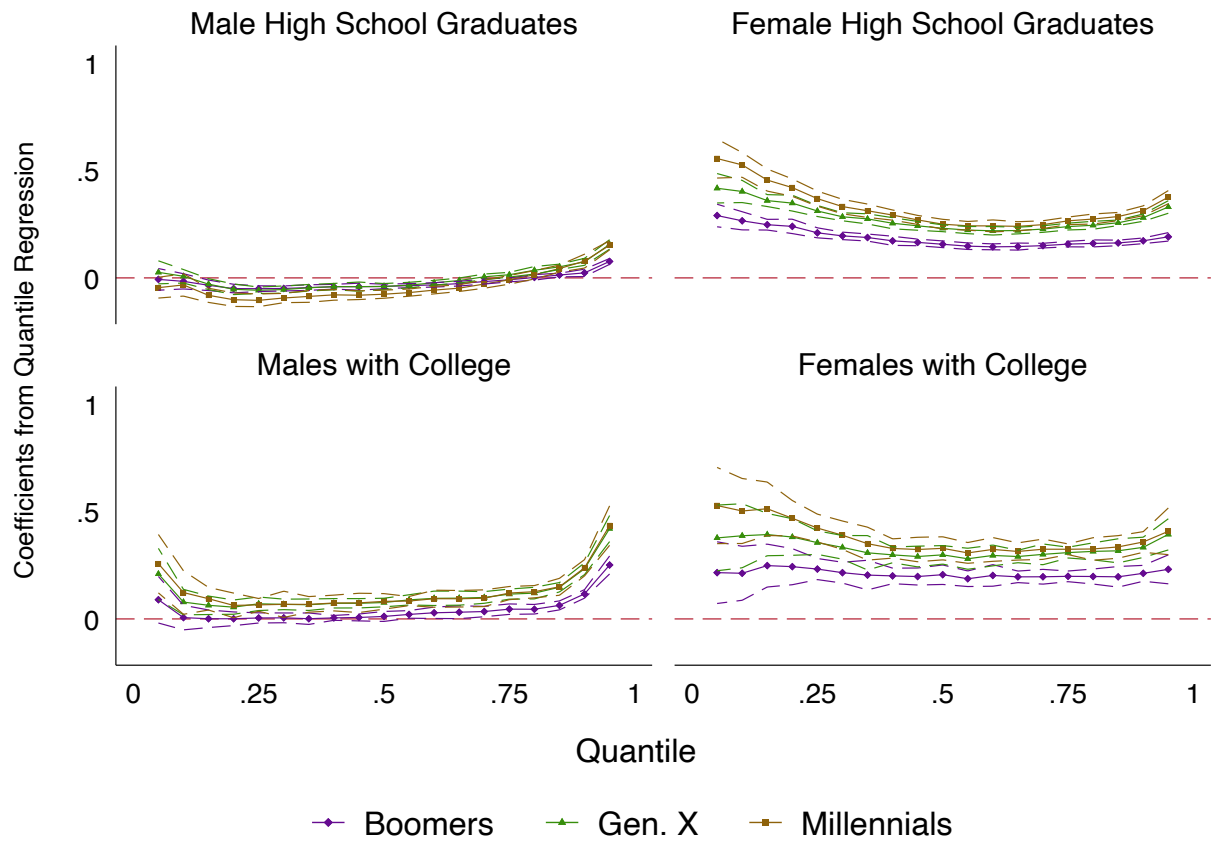 Male High School Graduates
Female High School Graduates
Coefficients from Quantile Regression
1
.5
0
Males with College
Females with College
1
.5
0
0 .25 .5 .75 1
0 .25 .5 .75 1
Quantile
Boomers Gen. X Millennials